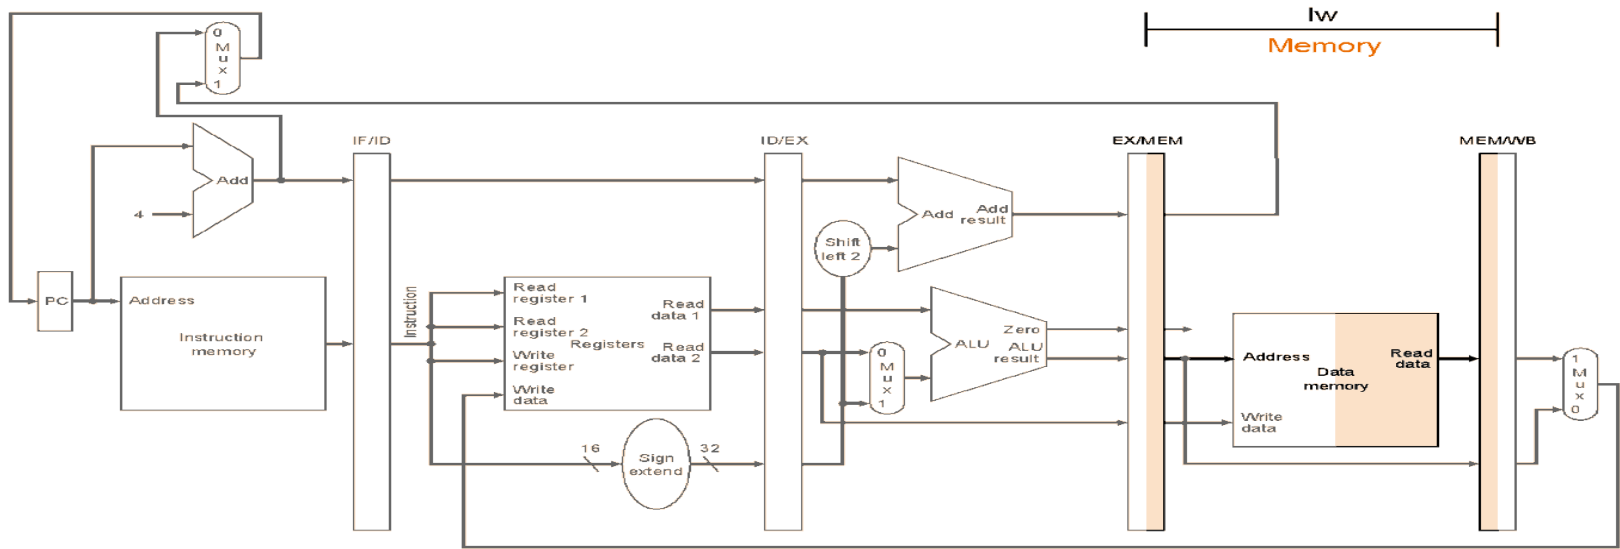 lw
Memory
0
M
u
x
1
IF/ID
ID/EX
EX/MEM
MEM/WB
Add
4
Add
Add
result
Shift
left 2
PC
Address
Instruction
memory
Instruction
Read
register 1
Read
register 2
Write
register
Write
data
Registers
Read
data 1
Read
data 2
0
M
u
x
1
Zero
ALU
ALU
result
Address
Read
data
Data
memory
Write
data
1
M
u
x
0
16
Sign
extend
32